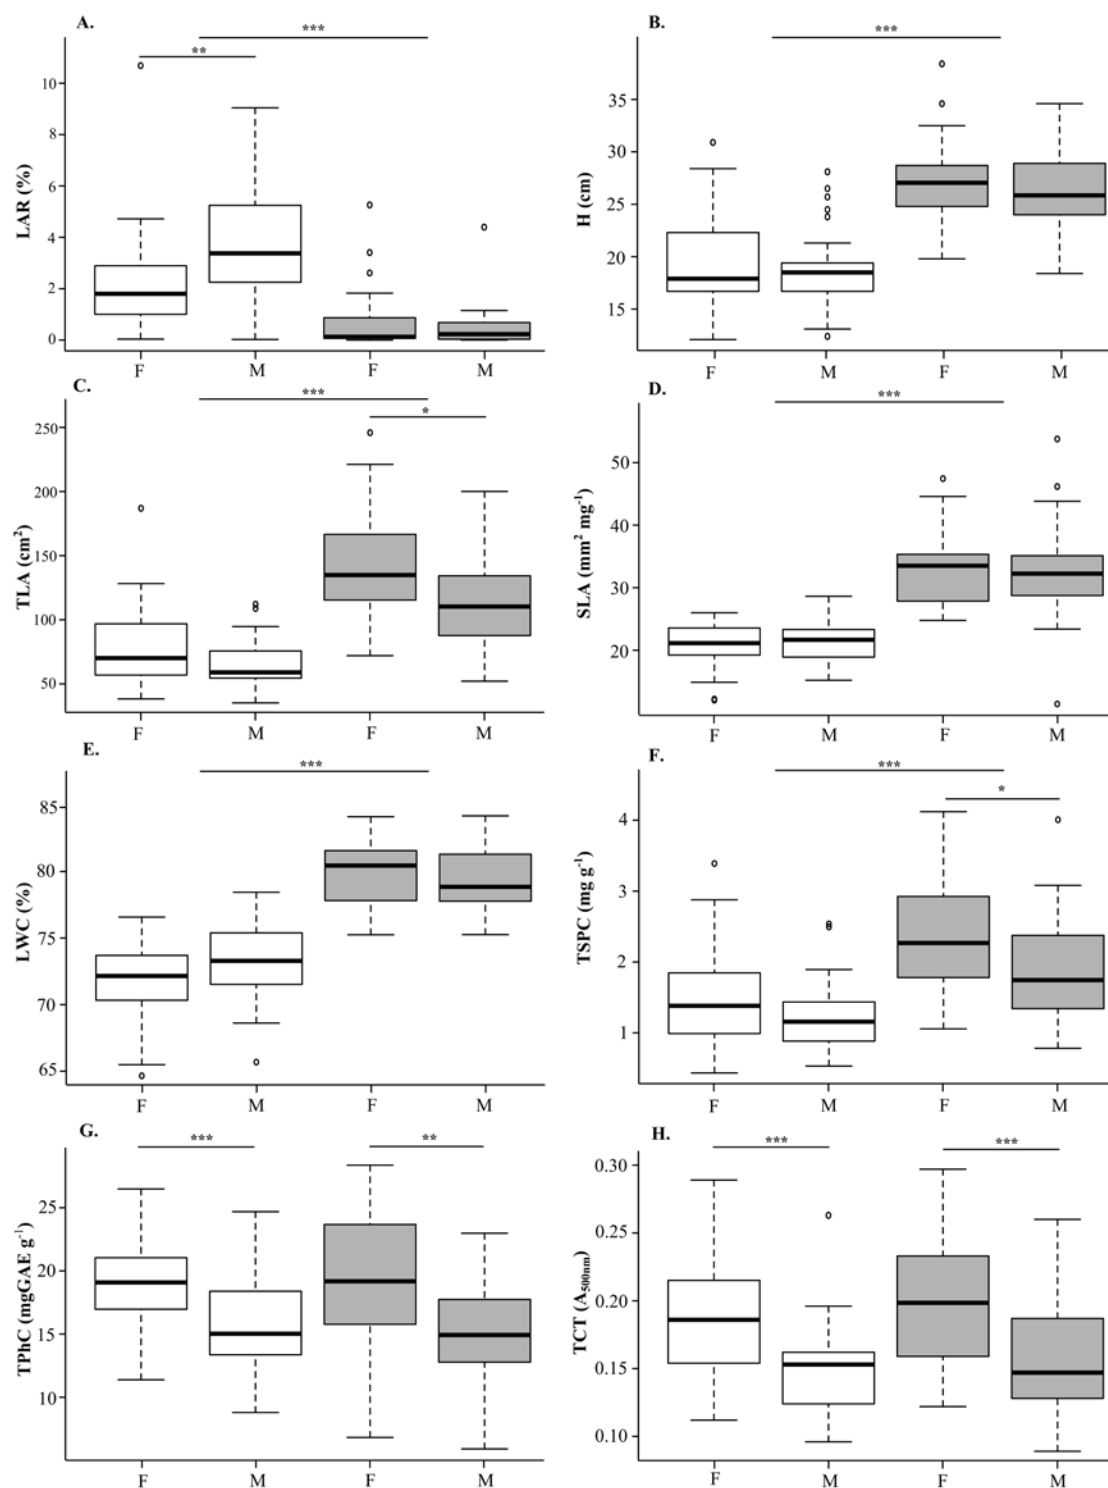 A.
***
**
LAR (%)
10
8
6
4
2
0
F M F M
B.
***
H (cm)
35
30
25
20
15
F M F M
C.
***
*
TLA (cm²)
250
200
150
100
50
F M F M
D.
***
SLA (mm² mg⁻¹)
50
40
30
20
F M F M
E.
***
LWC (%)
85
80
75
70
65
F M F M
F.
***
*
TSPC (mg g⁻¹)
4
3
2
1
F M F M
G.
*** **
TPhC (mgGAE g⁻¹)
25
20
15
10
F M F M
H.
*** ***
TCT (A₅₀₀ₙₘ)
0.30
0.25
0.20
0.15
0.10
F M F M